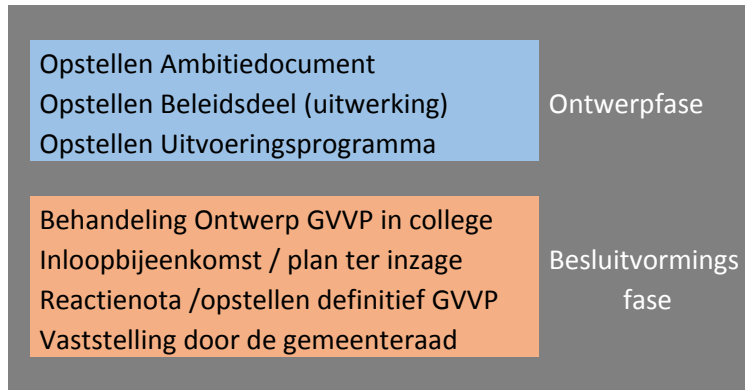 Opstellen Ambitiedocument
Opstellen Beleidsdeel (uitwerking)
Opstellen Uitvoeringsprogramma
Ontwerpfase
Behandeling Ontwerp GVVP in college
Inloopbijeenkomst / plan ter inzage
Reactienota /opstellen definitief GVVP
Vaststelling door de gemeenteraad
Besluitvormings
fase